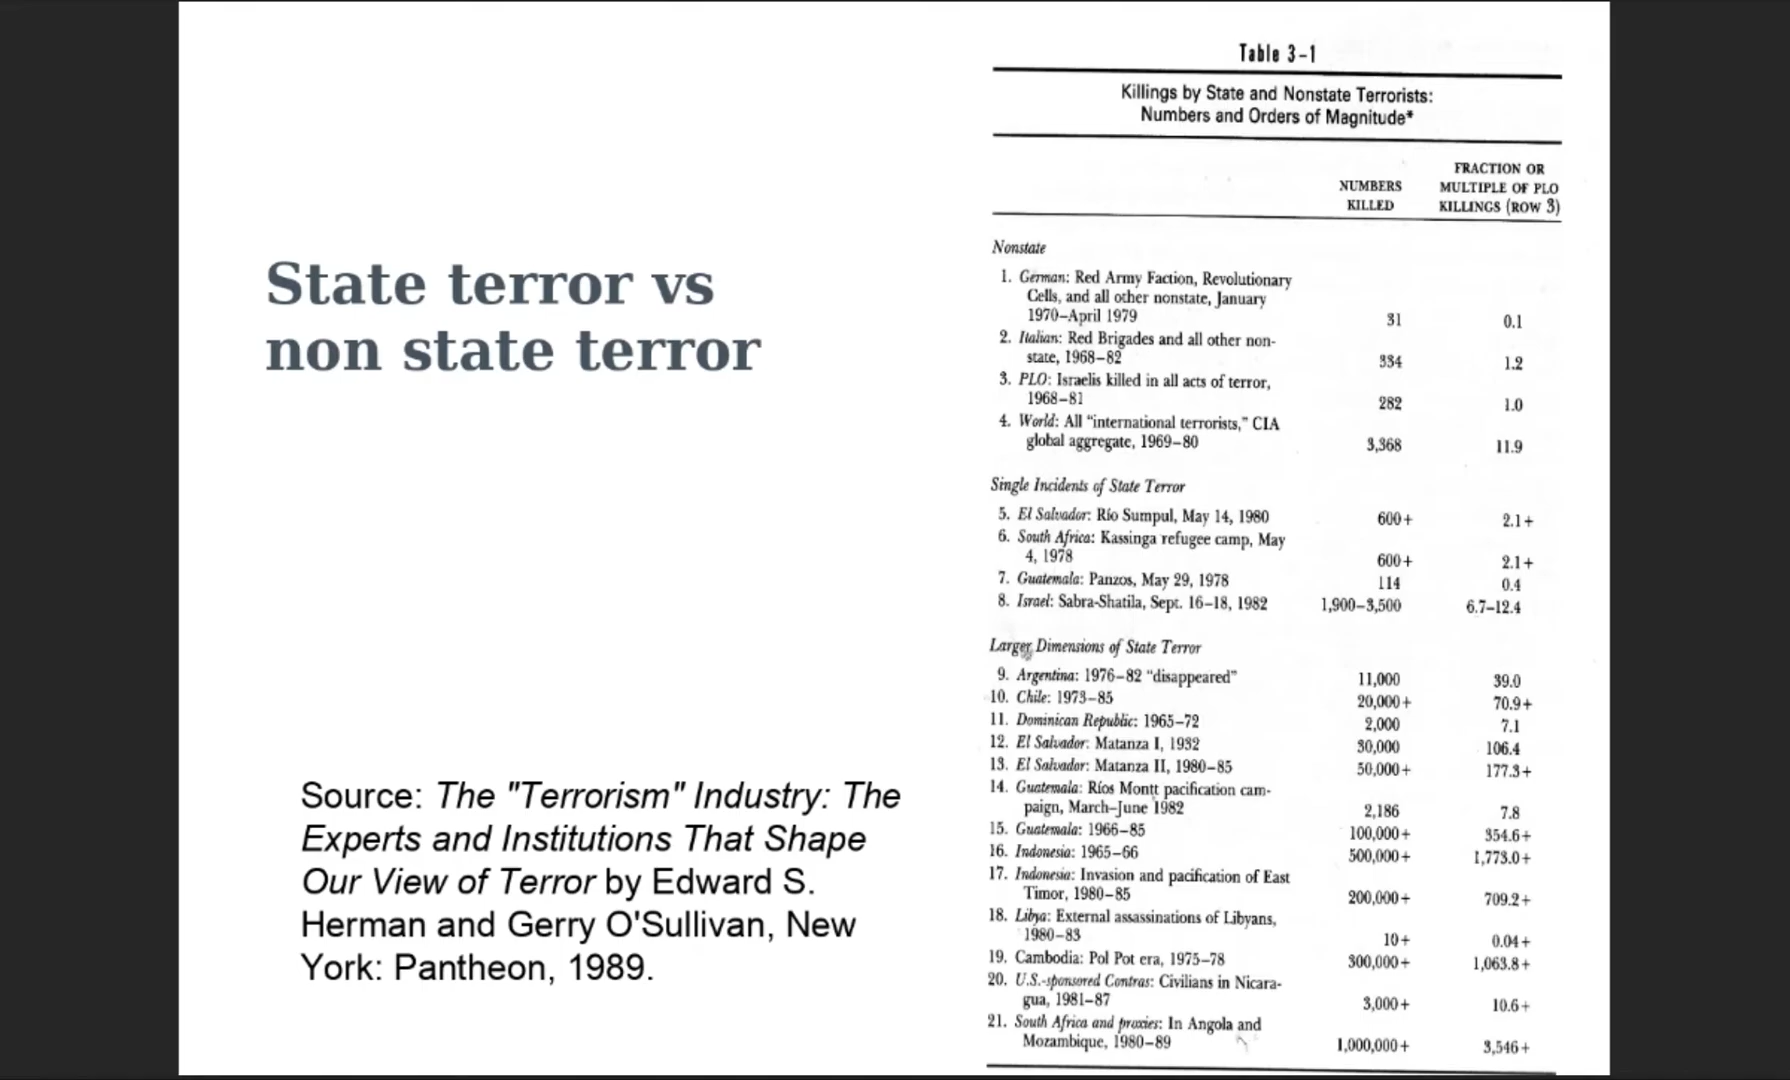 State terror vs
non state terror
Source: The "Terrorism" Industry: The
Experts and Institutions That Shape
Our View of Terror by Edward S.
Herman and Gerry O'Sullivan, New
York: Pantheon, 1989.
Table 3-1
Killings by State and Nonstate Terrorists:
Numbers and Orders of Magnitude*
NUMBERS
KILLED
FRACTION OR
MULTIPLE OF PLO
KILLINGS (ROW 3)
Nonstate
1. German: Red Army Faction, Revolutionary
Cells, and all other nonstate, January
1970–April 1979 31 0.1
2. Italian: Red Brigades and all other non-
state, 1968–82 334 1.2
3. PLO: Israelis killed in all acts of terror,
1968–81 282 1.0
4. World: All “international terrorists,” CIA
global aggregate, 1969–80 3,368 11.9
Single Incidents of State Terror
5. El Salvador: Río Sumpul, May 14, 1980 600+ 2.1+
6. South Africa: Kassinga refugee camp, May
4, 1978 600+ 2.1+
7. Guatemala: Panzos, May 29, 1978 114 0.4
8. Israel: Sabra-Shatila, Sept. 16–18, 1982 1,900–3,500 6.7–12.4
Larger Dimensions of State Terror
9. Argentina: 1976–82 “disappeared” 11,000 39.0
10. Chile: 1973–85 20,000+ 70.9+
11. Dominican Republic: 1965–72 2,000 7.1
12. El Salvador: Matanza I, 1932 30,000 106.4
13. El Salvador: Matanza II, 1980–85 50,000+ 177.3+
14. Guatemala: Ríos Montt pacification cam-
paign, March–June 1982 2,186 7.8
15. Guatemala: 1966–85 100,000+ 354.6+
16. Indonesia: 1965–66 500,000+ 1,773.0+
17. Indonesia: Invasion and pacification of East
Timor, 1980–85 200,000+ 709.2+
18. Libya: External assassinations of Libyans,
1980–83 10+ 0.04+
19. Cambodia: Pol Pot era, 1975–78 300,000+ 1,063.8+
20. U.S.-sponsored Contras: Civilians in Nicara-
gua, 1981–87 3,000+ 10.6+
21. South Africa and proxies: In Angola and
Mozambique, 1980–89 1,000,000+ 3,546+